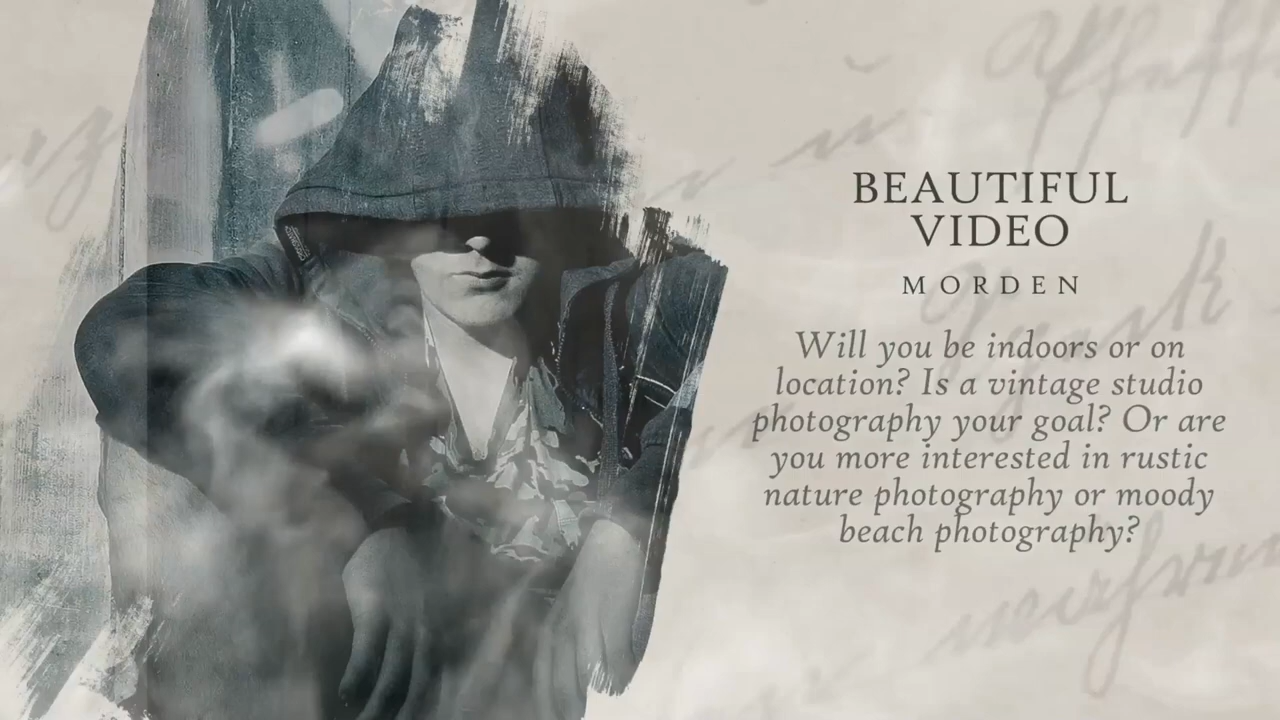 BEAUTIFUL
VIDEO
MORDEN
Will you be indoors or on
location? Is a vintage studio
photography your goal? Or are
you more interested in rustic
nature photography or moody
beach photography?